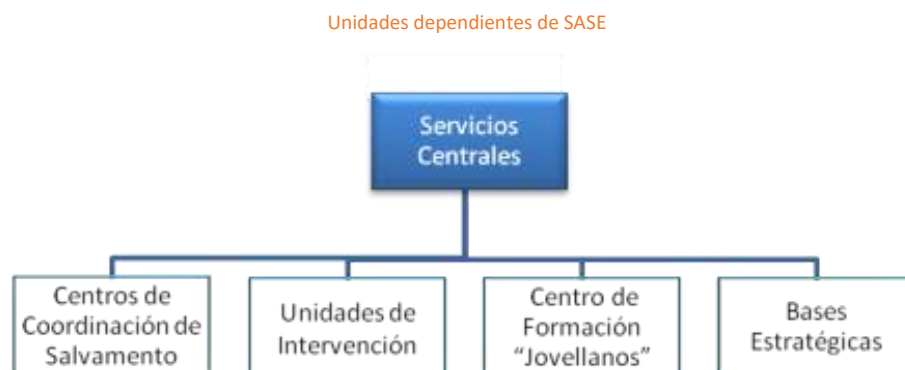 Unidades dependientes de SASE
Servicios
Centrales
Centros de
Coordinación de
Salvamento
Unidades de
Intervención
Centro de
Formación
“Jovellanos”
Bases
Estratégicas